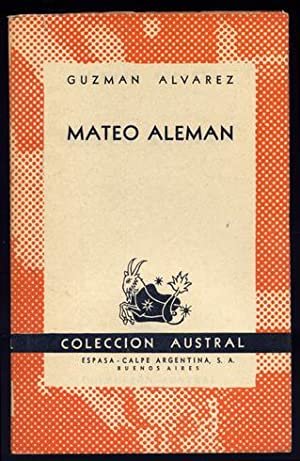 GUZMAN ALVAREZ
MATEO ALEMAN
COLECCION AUSTRAL
ESPASA-CALPE ARGENTINA, S. A.
BUENOS AIRES